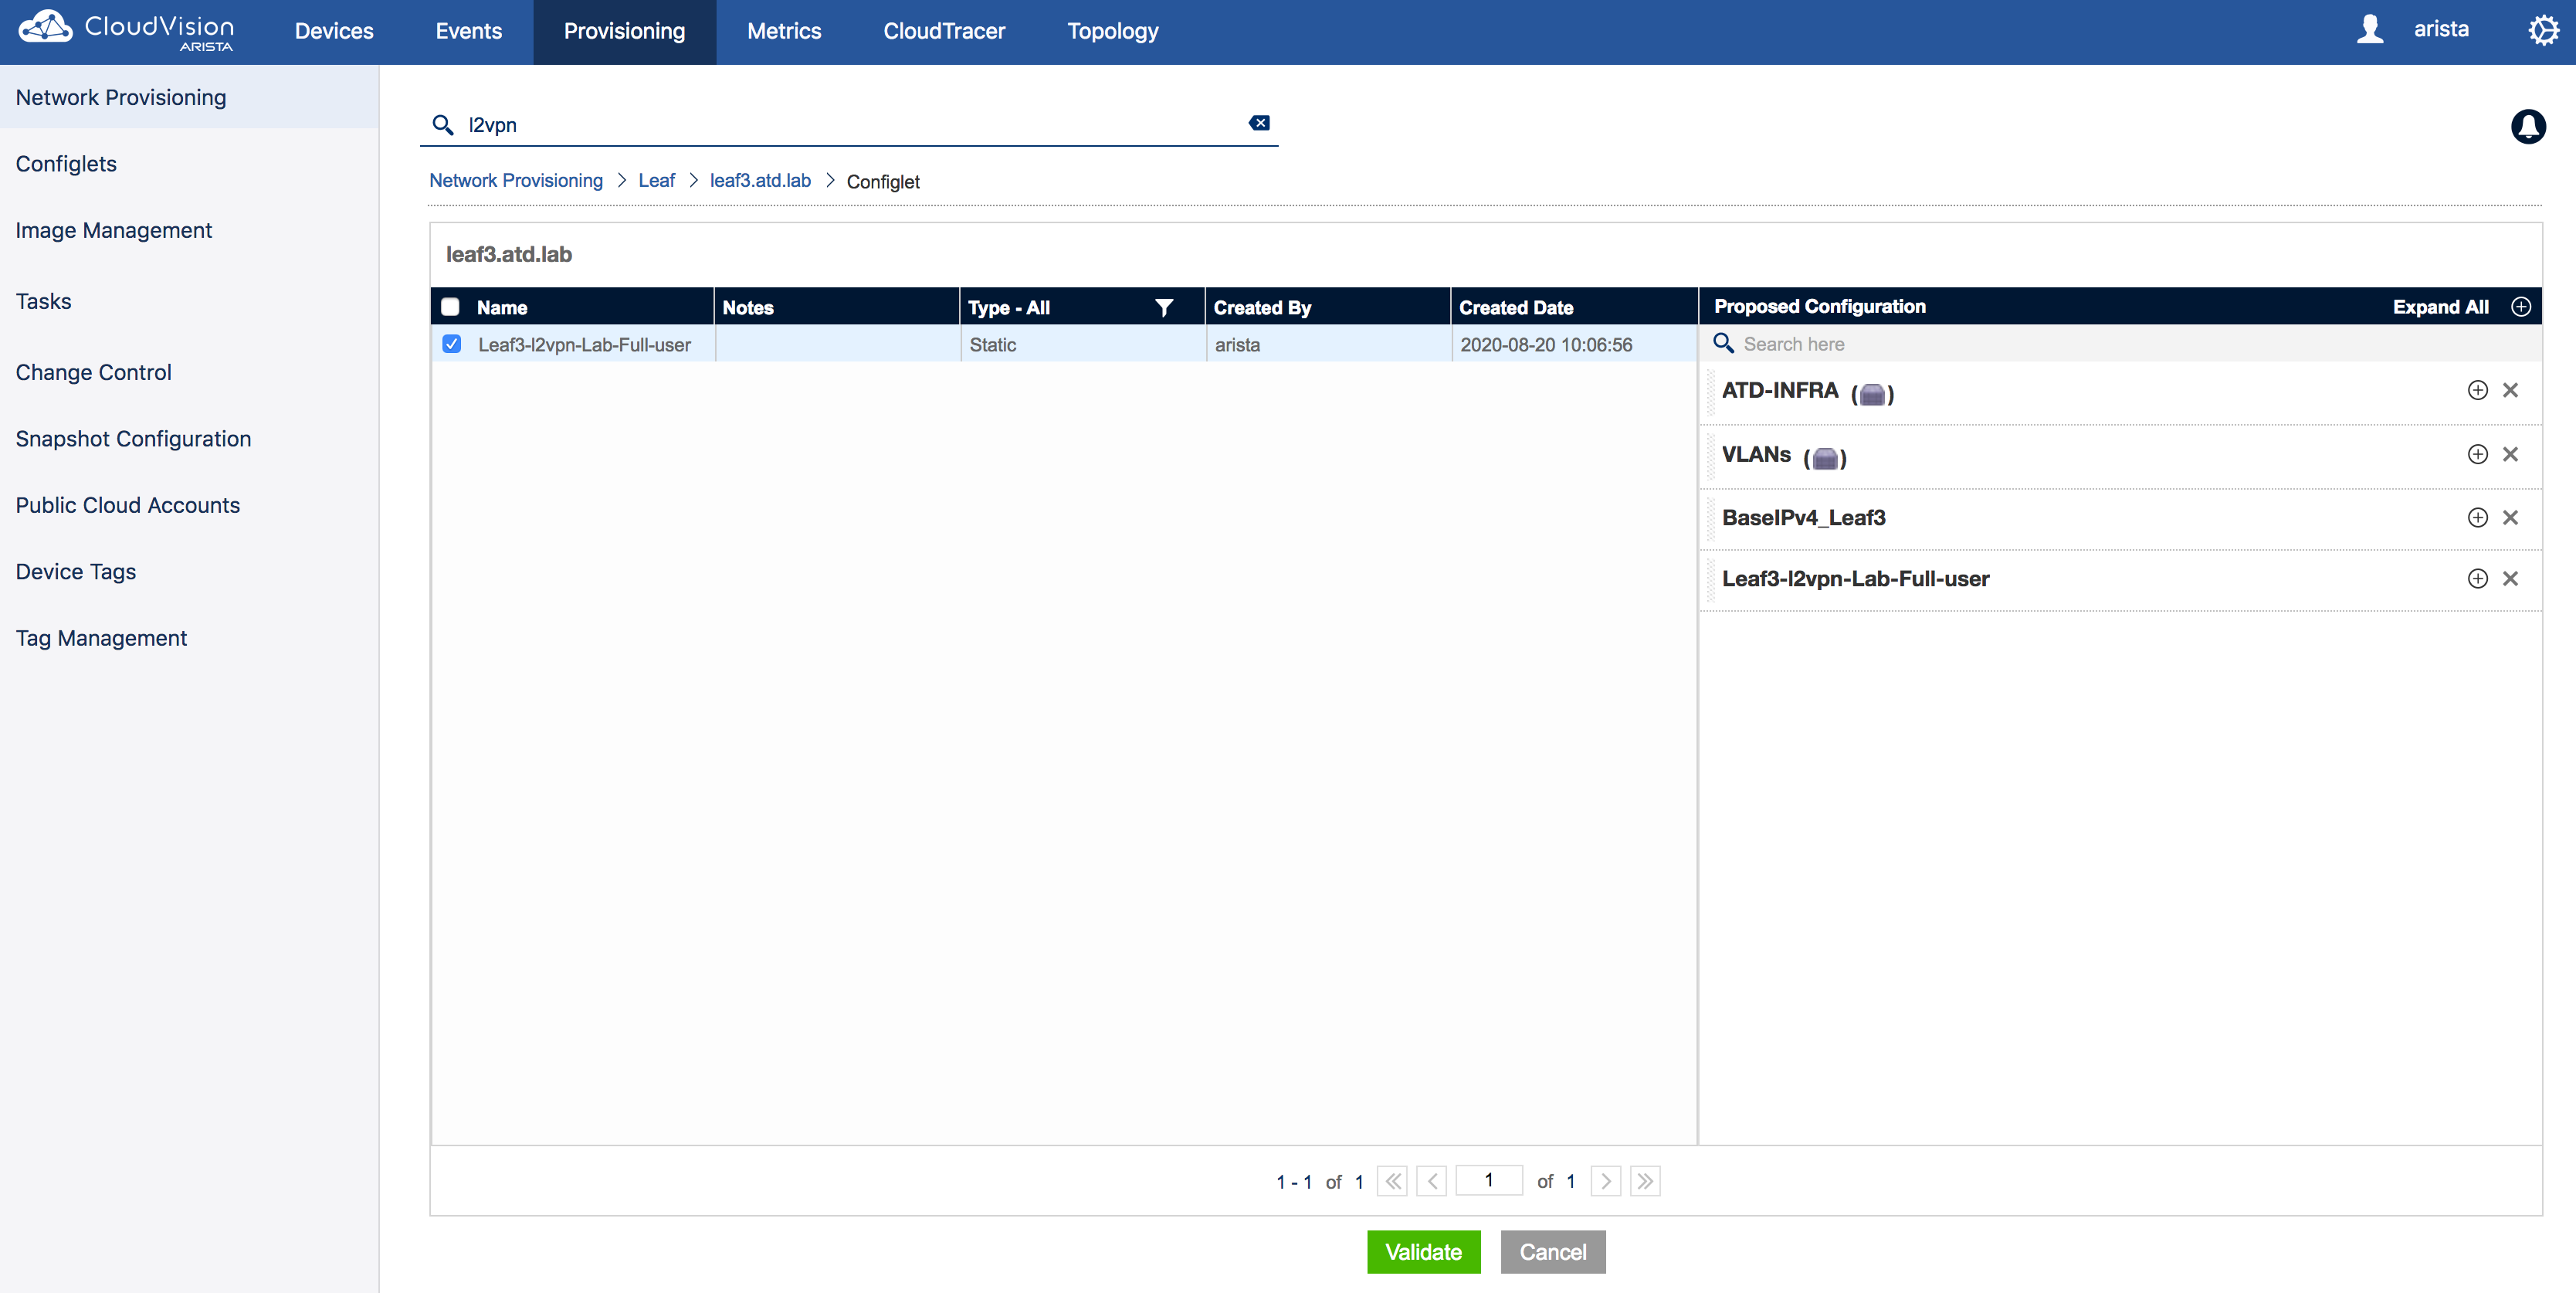 CloudVision
ARISTA
Devices Events Provisioning Metrics CloudTracer Topology arista
Network Provisioning
Configlets
Image Management
Tasks
Change Control
Snapshot Configuration
Public Cloud Accounts
Device Tags
Tag Management
l2vpn
Network Provisioning > Leaf > leaf3.atd.lab > Configlet
leaf3.atd.lab
Name Notes Type - All Created By Created Date
Leaf3-l2vpn-Lab-Full-user Static arista 2020-08-20 10:06:56
Proposed Configuration Expand All
Search here
ATD-INFRA ( )
VLANs ( )
BaseIPv4_Leaf3
Leaf3-l2vpn-Lab-Full-user
1 - 1 of 1 1 of 1
Validate Cancel